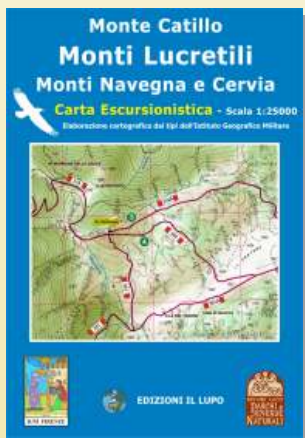 Monte Catillo
Monti Lucretili
Monti Navegna e Cervia
Carta Escursionistica - Scala 1:25000
Elaborazione cartografica dai tipi dell'Istituto Geografico Militare
EDIZIONI IL LUPO